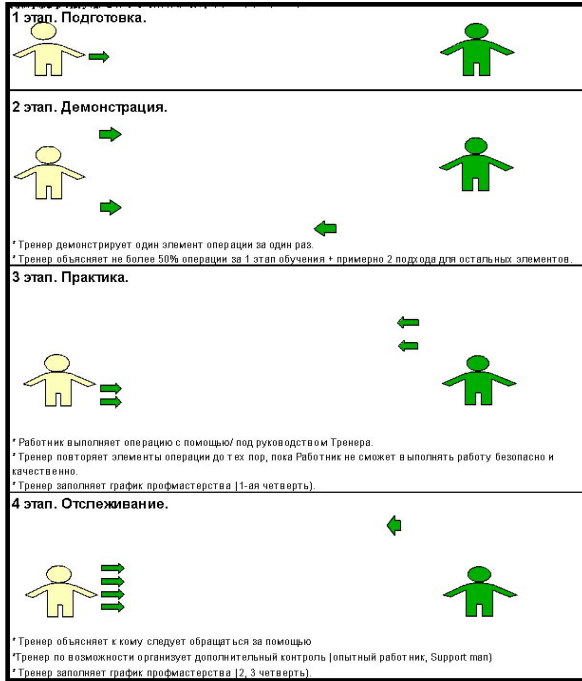 1 этап. Подготовка.
2 этап. Демонстрация.
* Тренер демонстрирует один элемент операции за один раз.
* Тренер объясняет не более 50% операции за 1 этап обучения + примерно 2 подхода для остальных элементов.
3 этап. Практика.
* Работник выполняет операцию с помощью/ под руководством Тренера.
* Тренер повторяет элементы операции до тех пор, пока Работник не сможет выполнять работу безопасно и
качественно.
* Тренер заполняет график профмастерства (1-ая четверть).
4 этап. Отслеживание.
* Тренер объясняет к кому следует обращаться за помощью
*Тренер по возможности организует дополнительный контроль (опытный работник, Support man)
* Тренер заполняет график профмастерства (2, 3 четверть).